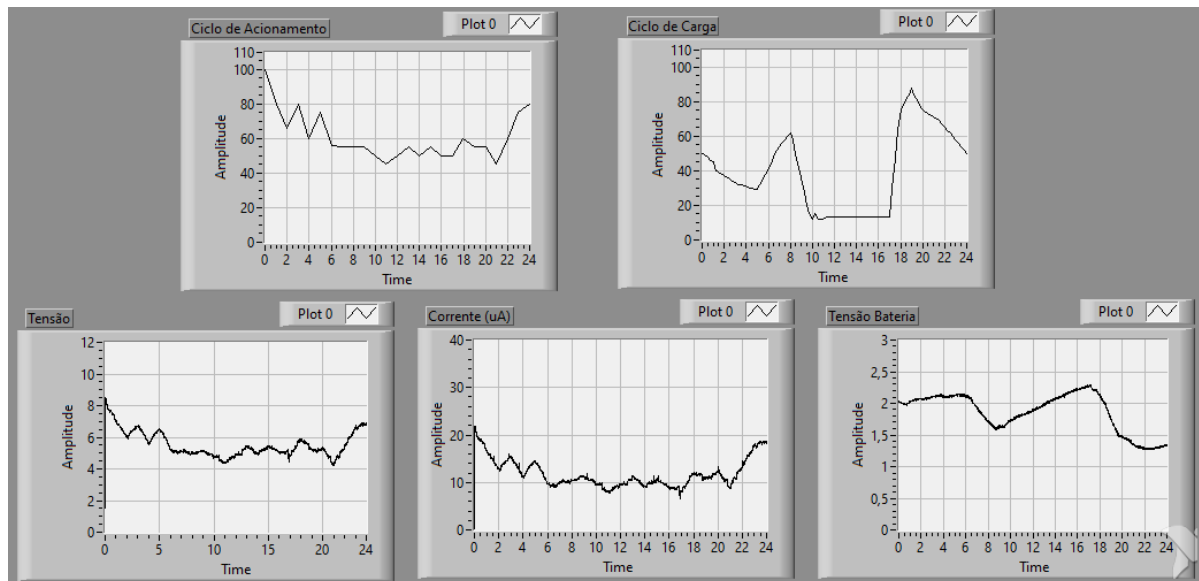 Ciclo de Acionamento
Plot 0
110
100
80
60
40
20
0
Amplitude
0 2 4 6 8 10 12 14 16 18 20 22 24
Time
Ciclo de Carga
Plot 0
110
100
80
60
40
20
0
Amplitude
0 2 4 6 8 10 12 14 16 18 20 22 24
Time
Tensão
Plot 0
12
10
8
6
4
2
0
Amplitude
0 5 10 15 20 24
Time
Corrente (uA)
Plot 0
40
30
20
10
0
Amplitude
0 2 4 6 8 10 12 14 16 18 20 22 24
Time
Tensão Bateria
Plot 0
3
2,5
2
1,5
1
0,5
0
Amplitude
0 2 4 6 8 10 12 14 16 18 20 22 24
Time